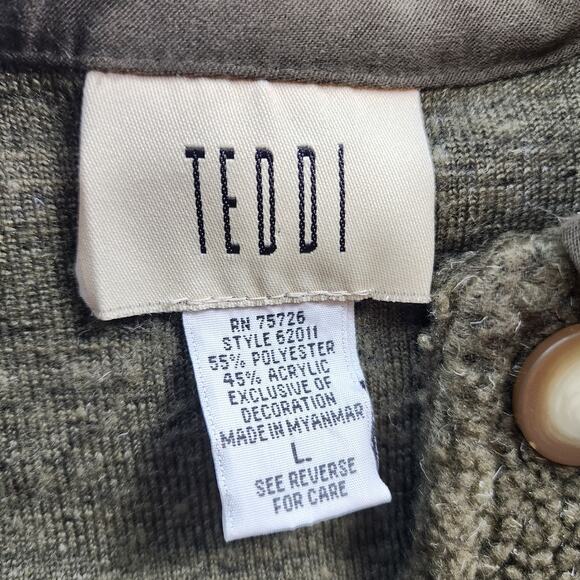 TEDDI
RN 75726
STYLE 62011
55% POLYESTER
45% ACRYLIC
EXCLUSIVE OF
DECORATION
MADE IN MYANMAR
L
SEE REVERSE
FOR CARE